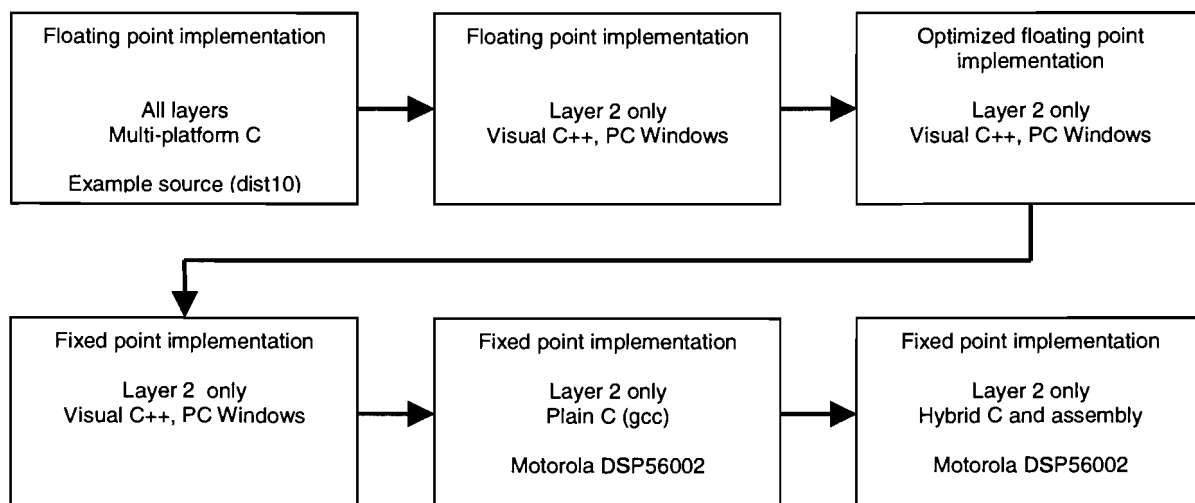 Floating point implementation
All layers
Multi-platform C
Example source (dist10)
Floating point implementation
Layer 2 only
Visual C++, PC Windows
Optimized floating point
implementation
Layer 2 only
Visual C++, PC Windows
Fixed point implementation
Layer 2 only
Visual C++, PC Windows
Fixed point implementation
Layer 2 only
Plain C (gcc)
Motorola DSP56002
Fixed point implementation
Layer 2 only
Hybrid C and assembly
Motorola DSP56002